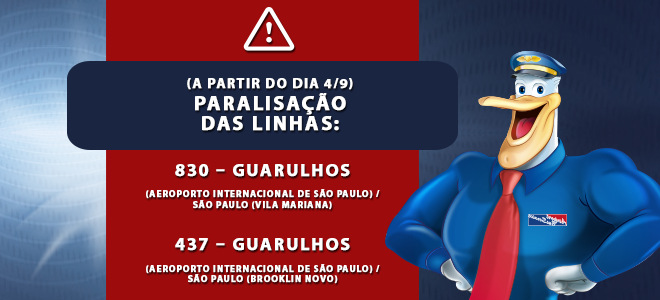 (A PARTIR DO DIA 4/9)
PARALISAÇÃO
DAS LINHAS:
830 – GUARULHOS
(AEROPORTO INTERNACIONAL DE SÃO PAULO) /
SÃO PAULO (VILA MARIANA)
437 – GUARULHOS
(AEROPORTO INTERNACIONAL DE SÃO PAULO) /
SÃO PAULO (BROOKLIN NOVO)